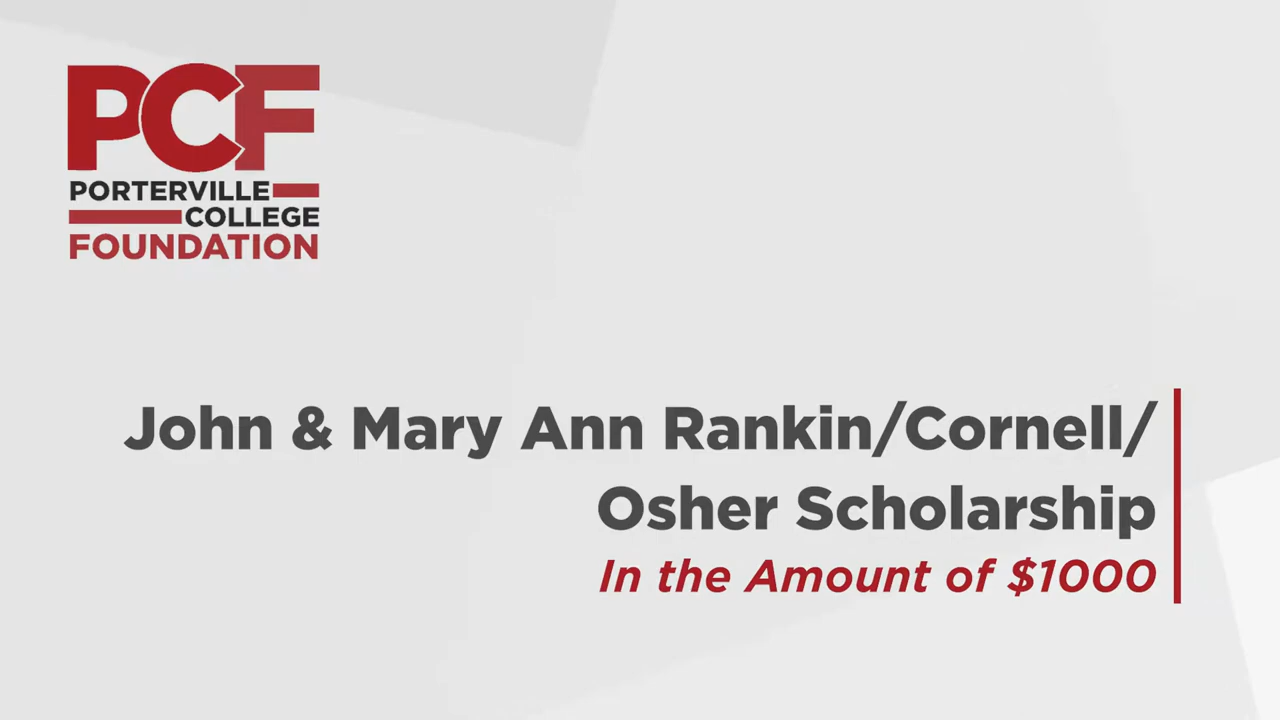 PCF
PORTERVILLE
COLLEGE
FOUNDATION
John & Mary Ann Rankin/Cornell/
Osher Scholarship
In the Amount of $1000